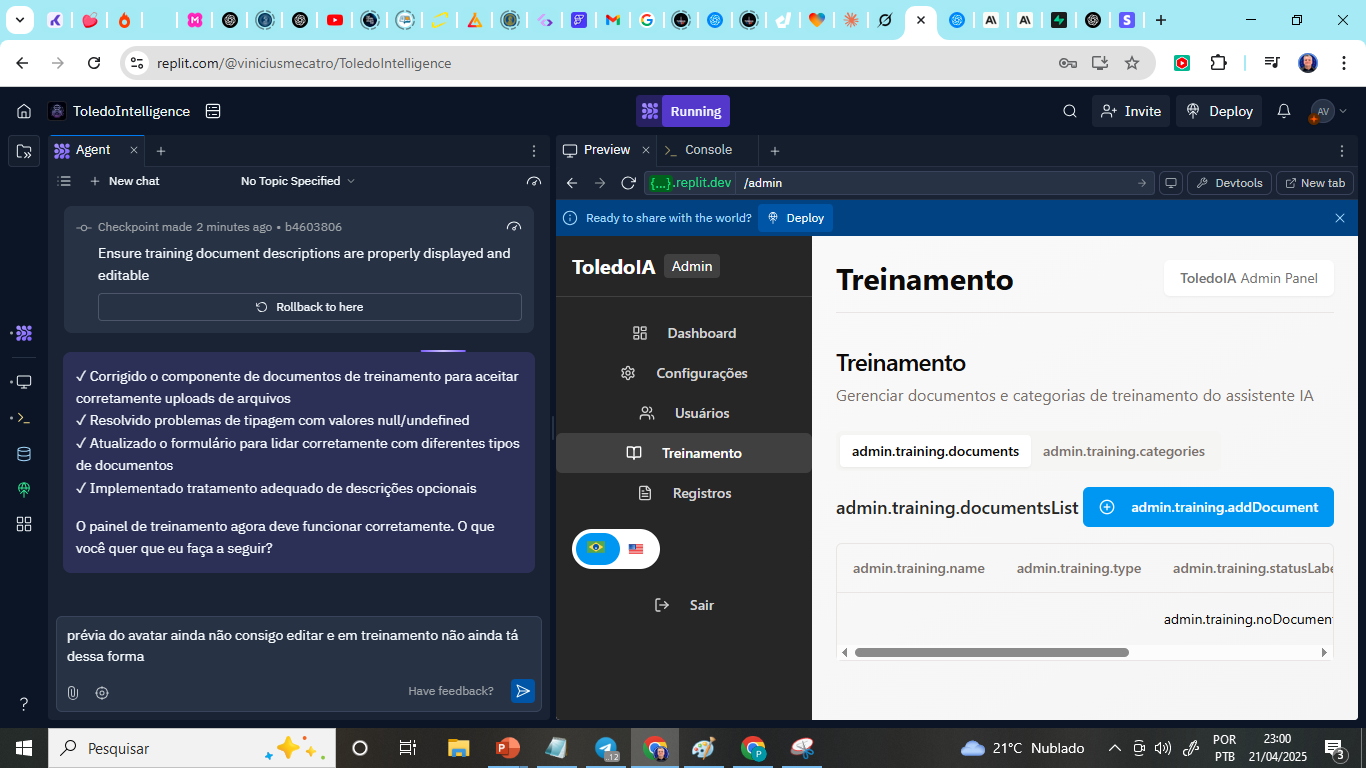 replit.com/@viniciusmecatro/ToledoIntelligence
ToledoIntelligence
Running
Invite
Deploy
AV
Agent
New chat
No Topic Specified
Checkpoint made 2 minutes ago • b4603806
Ensure training document descriptions are properly displayed and
editable
Rollback to here
✓ Corrigido o componente de documentos de treinamento para aceitar
corretamente uploads de arquivos
✓ Resolvido problemas de tipagem com valores null/undefined
✓ Atualizado o formulário para lidar corretamente com diferentes tipos
de documentos
✓ Implementado tratamento adequado de descrições opcionais
O painel de treinamento agora deve funcionar corretamente. O que
você quer que eu faça a seguir?
prévia do avatar ainda não consigo editar e em treinamento não ainda tá
dessa forma
Have feedback?
Preview
Console
{...}.replit.dev
/admin
Devtools
New tab
Ready to share with the world?
Deploy
ToledoIA
Admin
Dashboard
Configurações
Usuários
Treinamento
Registros
Sair
Treinamento
ToledoIA Admin Panel
Treinamento
Gerenciar documentos e categorias de treinamento do assistente IA
admin.training.documents
admin.training.categories
admin.training.documentsList
admin.training.addDocument
admin.training.name
admin.training.type
admin.training.statusLabe
admin.training.noDocumen
Pesquisar
12
21°C Nublado
POR
PTB
23:00
21/04/2025
3